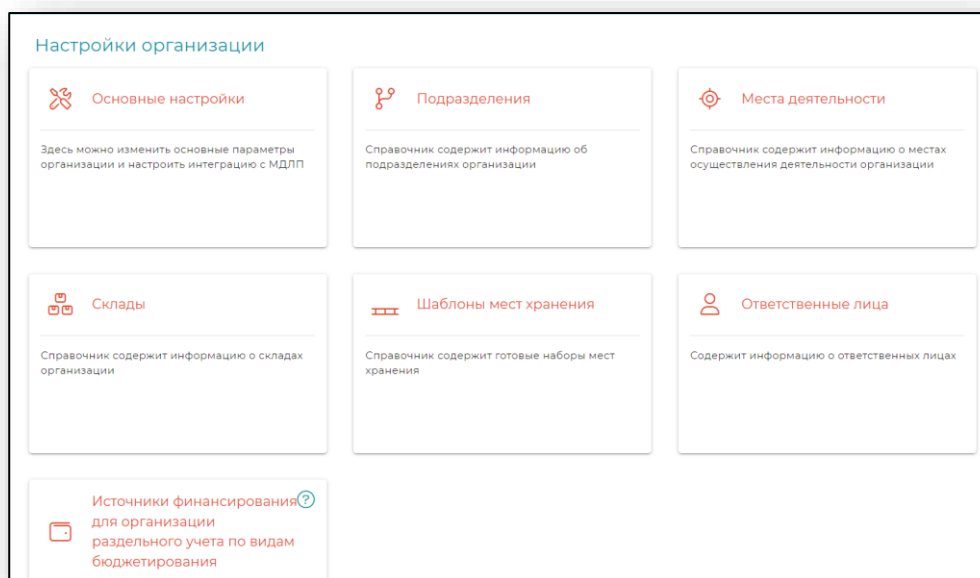 Настройки организации
Основные настройки
Здесь можно изменить основные параметры
организации и настроить интеграцию с МДЛП
Подразделения
Справочник содержит информацию об
подразделениях организации
Места деятельности
Справочник содержит информацию о местах
осуществления деятельности организации
Склады
Справочник содержит информацию о складах
организации
Шаблоны мест хранения
Справочник содержит готовые наборы мест
хранения
Ответственные лица
Содержит информацию о ответственных лицах
Источники финансирования ?
для организации
раздельного учета по видам
бюджетирования